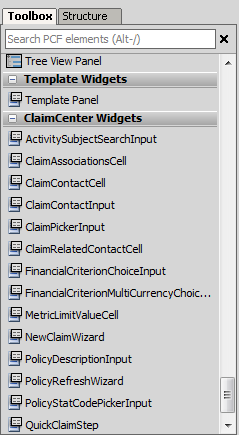 Toolbox Structure
Search PCF elements (Alt-/)
Tree View Panel
Template Widgets
Template Panel
ClaimCenter Widgets
ActivitySubjectSearchInput
ClaimAssociationsCell
ClaimContactCell
ClaimContactInput
ClaimPickerInput
ClaimRelatedContactCell
FinancialCriterionChoiceInput
FinancialCriterionMultiCurrencyChoic...
MetricLimitValueCell
NewClaimWizard
PolicyDescriptionInput
PolicyRefreshWizard
PolicyStatCodePickerInput
QuickClaimStep